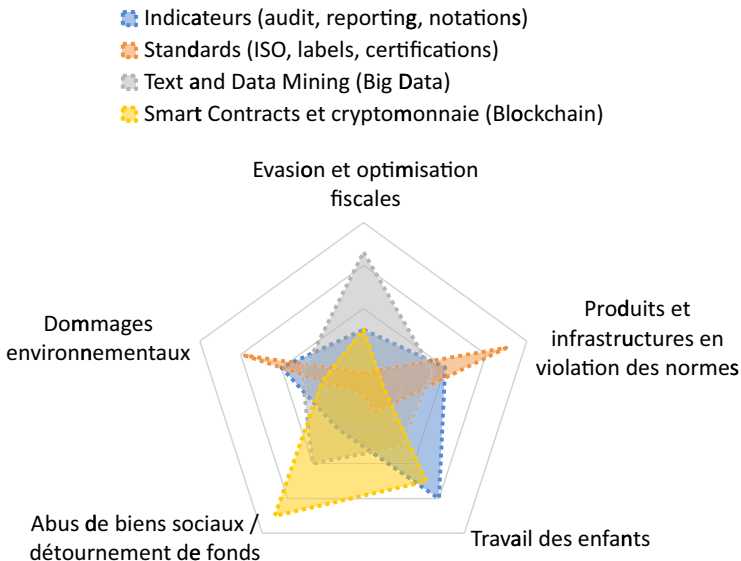 Indicateurs (audit, reporting, notations)
Standards (ISO, labels, certifications)
Text and Data Mining (Big Data)
Smart Contracts et cryptomonnaie (Blockchain)
Evasion et optimisation
fiscales
Produits et
infrastructures en
violation des normes
Dommages
environnementaux
Abus de biens sociaux /
détournement de fonds
Travail des enfants